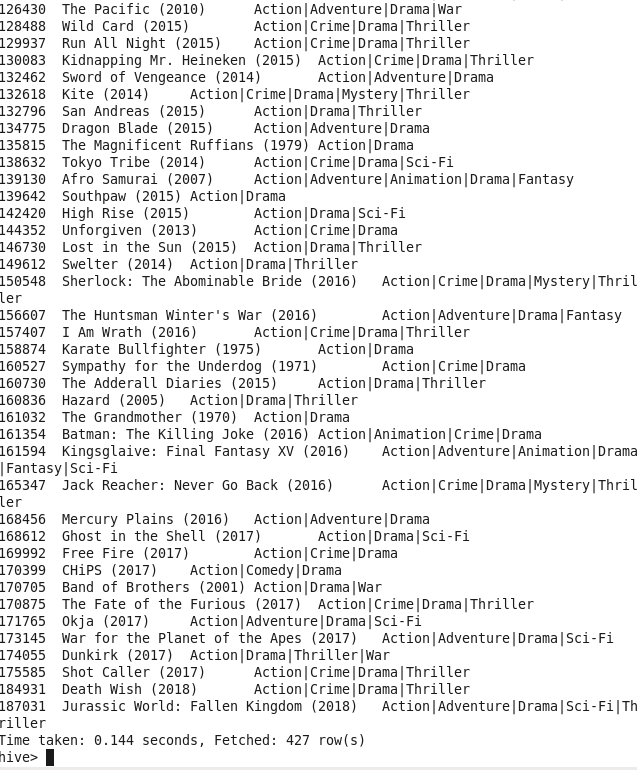 126430  The Pacific (2010)      Action|Adventure|Drama|War
128488  Wild Card (2015)        Action|Crime|Drama|Thriller
129937  Run All Night (2015)    Action|Crime|Drama|Thriller
130083  Kidnapping Mr. Heineken (2015)  Action|Crime|Drama|Thriller
132462  Sword of Vengeance (2014)       Action|Adventure|Drama
132618  Kite (2014)     Action|Crime|Drama|Mystery|Thriller
132796  San Andreas (2015)      Action|Drama|Thriller
134775  Dragon Blade (2015)     Action|Adventure|Drama
135815  The Magnificent Ruffians (1979) Action|Drama
138632  Tokyo Tribe (2014)      Action|Crime|Drama|Sci-Fi
139130  Afro Samurai (2007)     Action|Adventure|Animation|Drama|Fantasy
139642  Southpaw (2015) Action|Drama
142420  High Rise (2015)        Action|Drama|Sci-Fi
144352  Unforgiven (2013)       Action|Crime|Drama
146730  Lost in the Sun (2015)  Action|Drama|Thriller
149612  Swelter (2014)  Action|Drama|Thriller
150548  Sherlock: The Abominable Bride (2016)   Action|Crime|Drama|Mystery|Thril
ler
156607  The Huntsman Winter's War (2016)        Action|Adventure|Drama|Fantasy
157407  I Am Wrath (2016)       Action|Crime|Drama|Thriller
158874  Karate Bullfighter (1975)       Action|Drama
160527  Sympathy for the Underdog (1971)        Action|Crime|Drama
160730  The Adderall Diaries (2015)     Action|Drama|Thriller
160836  Hazard (2005)   Action|Drama|Thriller
161032  The Grandmother (1970)  Action|Drama
161354  Batman: The Killing Joke (2016) Action|Animation|Crime|Drama
161594  Kingsglaive: Final Fantasy XV (2016)    Action|Adventure|Animation|Drama
|Fantasy|Sci-Fi
165347  Jack Reacher: Never Go Back (2016)      Action|Crime|Drama|Mystery|Thril
ler
168456  Mercury Plains (2016)   Action|Adventure|Drama
168612  Ghost in the Shell (2017)       Action|Drama|Sci-Fi
169992  Free Fire (2017)        Action|Crime|Drama
170399  CHiPS (2017)    Action|Comedy|Drama
170705  Band of Brothers (2001) Action|Drama|War
170875  The Fate of the Furious (2017)  Action|Crime|Drama|Thriller
171765  Okja (2017)     Action|Adventure|Drama|Sci-Fi
173145  War for the Planet of the Apes (2017)   Action|Adventure|Drama|Sci-Fi
174055  Dunkirk (2017)  Action|Drama|Thriller|War
175585  Shot Caller (2017)      Action|Crime|Drama|Thriller
184931  Death Wish (2018)       Action|Crime|Drama|Thriller
187031  Jurassic World: Fallen Kingdom (2018)   Action|Adventure|Drama|Sci-Fi|Th
riller
Time taken: 0.144 seconds, Fetched: 427 row(s)
hive>